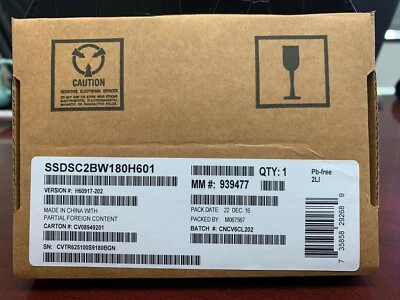 CAUTION
SENSITIVE ELECTRONIC DEVICES
SSDSC2BW180H601
VERSION #: H60917-202
MADE IN CHINA WITH
PARTIAL FOREIGN CONTENT
CARTON #: CV08949201
SN: CVTR625100S9180BGN
MM #: 939477
QTY: 1
PACK DATE: 22 DEC 16
PACKED BY: M067567
BATCH #: CNCV6CL202
Pb-free
2LI
7 35858 29268 9